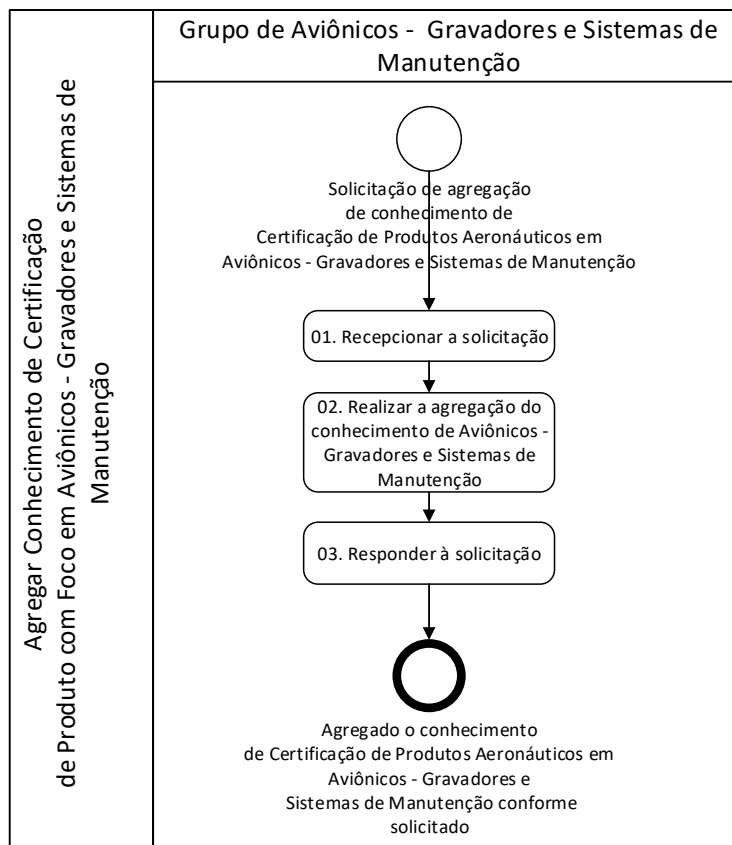 Grupo de Aviônicos -  Gravadores e Sistemas de
Manutenção
Agregar Conhecimento de Certificação
de Produto com Foco em Aviônicos - Gravadores e Sistemas de
Manutenção
Solicitação de agregação
de conhecimento de
Certificação de Produtos Aeronáuticos em
Aviônicos - Gravadores e Sistemas de Manutenção
01. Recepcionar a solicitação
02. Realizar a agregação do
conhecimento de Aviônicos -
Gravadores e Sistemas de
Manutenção
03. Responder à solicitação
Agregado o conhecimento
de Certificação de Produtos Aeronáuticos em
Aviônicos - Gravadores e
Sistemas de Manutenção conforme
solicitado